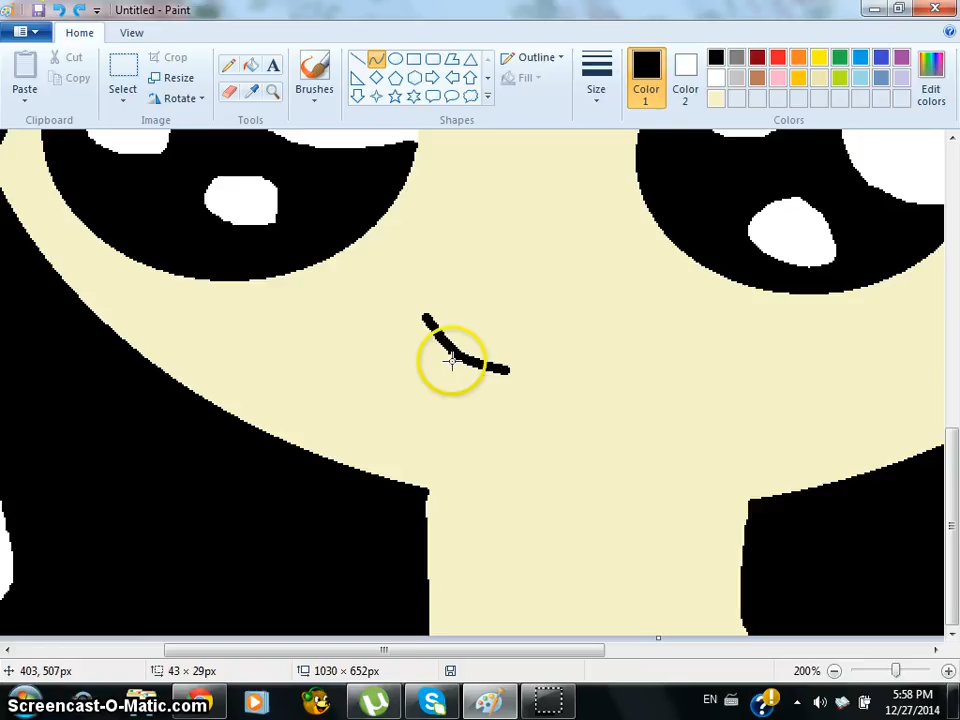 Untitled - Paint
Home
View
Paste
Cut
Copy
Clipboard
Select
Crop
Resize
Rotate
Image
A
Tools
Brushes
Outline
Fill
Shapes
Size
Color 1
Color 2
Edit colors
Colors
403, 507px
43 × 29px
1030 × 652px
200%
EN
5:58 PM
12/27/2014
Screencast-O-Matic.com